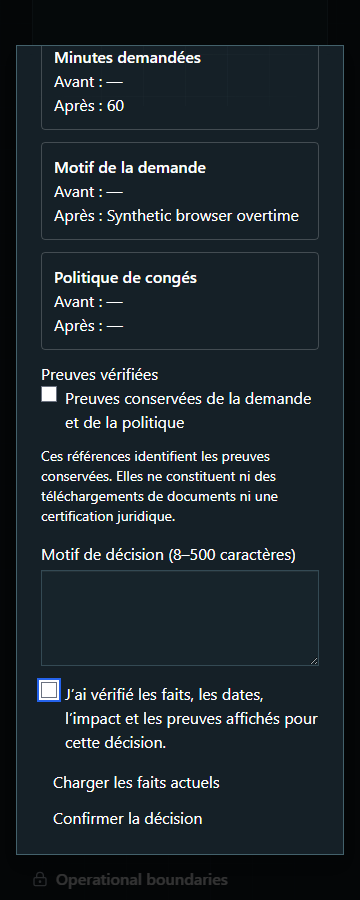 Minutes demandées
Avant : —
Après : 60
Motif de la demande
Avant : —
Après : Synthetic browser overtime
Politique de congés
Avant : —
Après : —
Preuves vérifiées
Preuves conservées de la demande
et de la politique
Ces références identifient les preuves
conservées. Elles ne constituent ni des
téléchargements de documents ni une
certification juridique.
Motif de décision (8–500 caractères)
J’ai vérifié les faits, les dates,
l’impact et les preuves affichés pour
cette décision.
Charger les faits actuels
Confirmer la décision
Operational boundaries